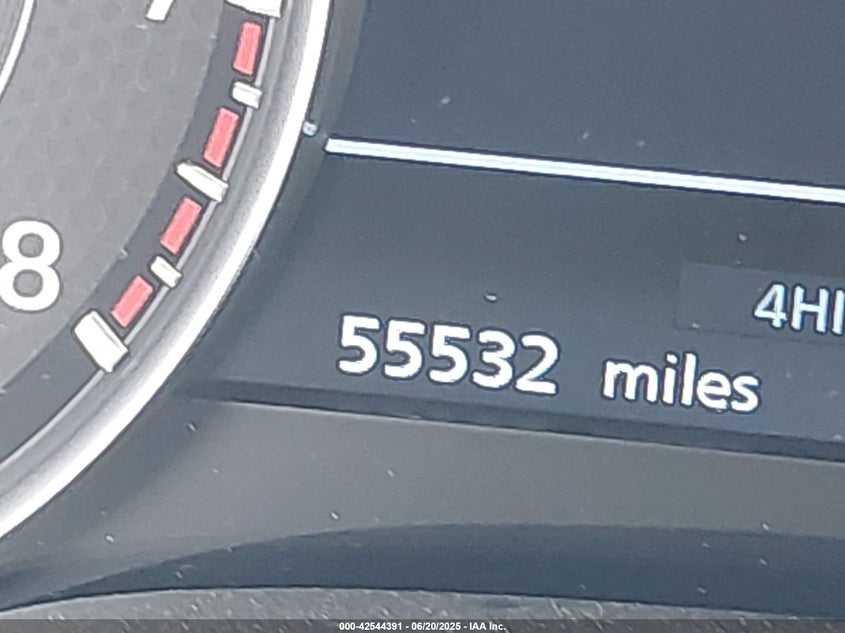 8
4HI
55532 miles
000-42544391 - 06/20/2025 - IAA Inc.